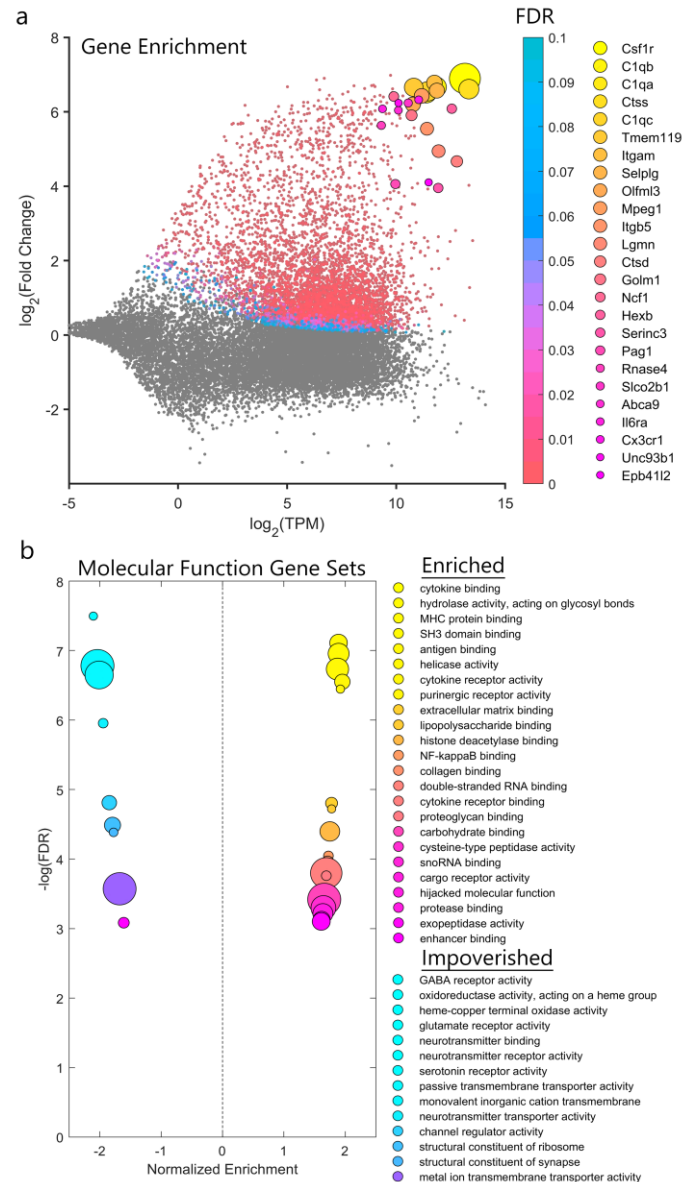 a
Gene Enrichment
FDR
8
6
4
2
0
-2
log2(Fold Change)
-5
0
5
10
15
log2(TPM)
0.1
0.09
0.08
0.07
0.06
0.05
0.04
0.03
0.02
0.01
0
Csf1r
C1qb
C1qa
Ctss
C1qc
Tmem119
Itgam
Selplg
Olfml3
Mpeg1
Itgb5
Lgmn
Ctsd
Golm1
Ncf1
Hexb
Serinc3
Pag1
Rnase4
Slco2b1
Abca9
Il6ra
Cx3cr1
Unc93b1
Epb41l2
b
Molecular Function Gene Sets
8
7
6
5
4
3
2
1
0
-log(FDR)
-2
-1
0
1
2
Normalized Enrichment
Enriched
cytokine binding
hydrolase activity, acting on glycosyl bonds
MHC protein binding
SH3 domain binding
antigen binding
helicase activity
cytokine receptor activity
purinergic receptor activity
extracellular matrix binding
lipopolysaccharide binding
histone deacetylase binding
NF-kappaB binding
collagen binding
double-stranded RNA binding
cytokine receptor binding
proteoglycan binding
carbohydrate binding
cysteine-type peptidase activity
snoRNA binding
cargo receptor activity
hijacked molecular function
protease binding
exopeptidase activity
enhancer binding
Impoverished
GABA receptor activity
oxidoreductase activity, acting on a heme group
heme-copper terminal oxidase activity
glutamate receptor activity
neurotransmitter binding
neurotransmitter receptor activity
serotonin receptor activity
passive transmembrane transporter activity
monovalent inorganic cation transmembrane
neurotransmitter transporter activity
channel regulator activity
structural constituent of ribosome
structural constituent of synapse
metal ion transmembrane transporter activity